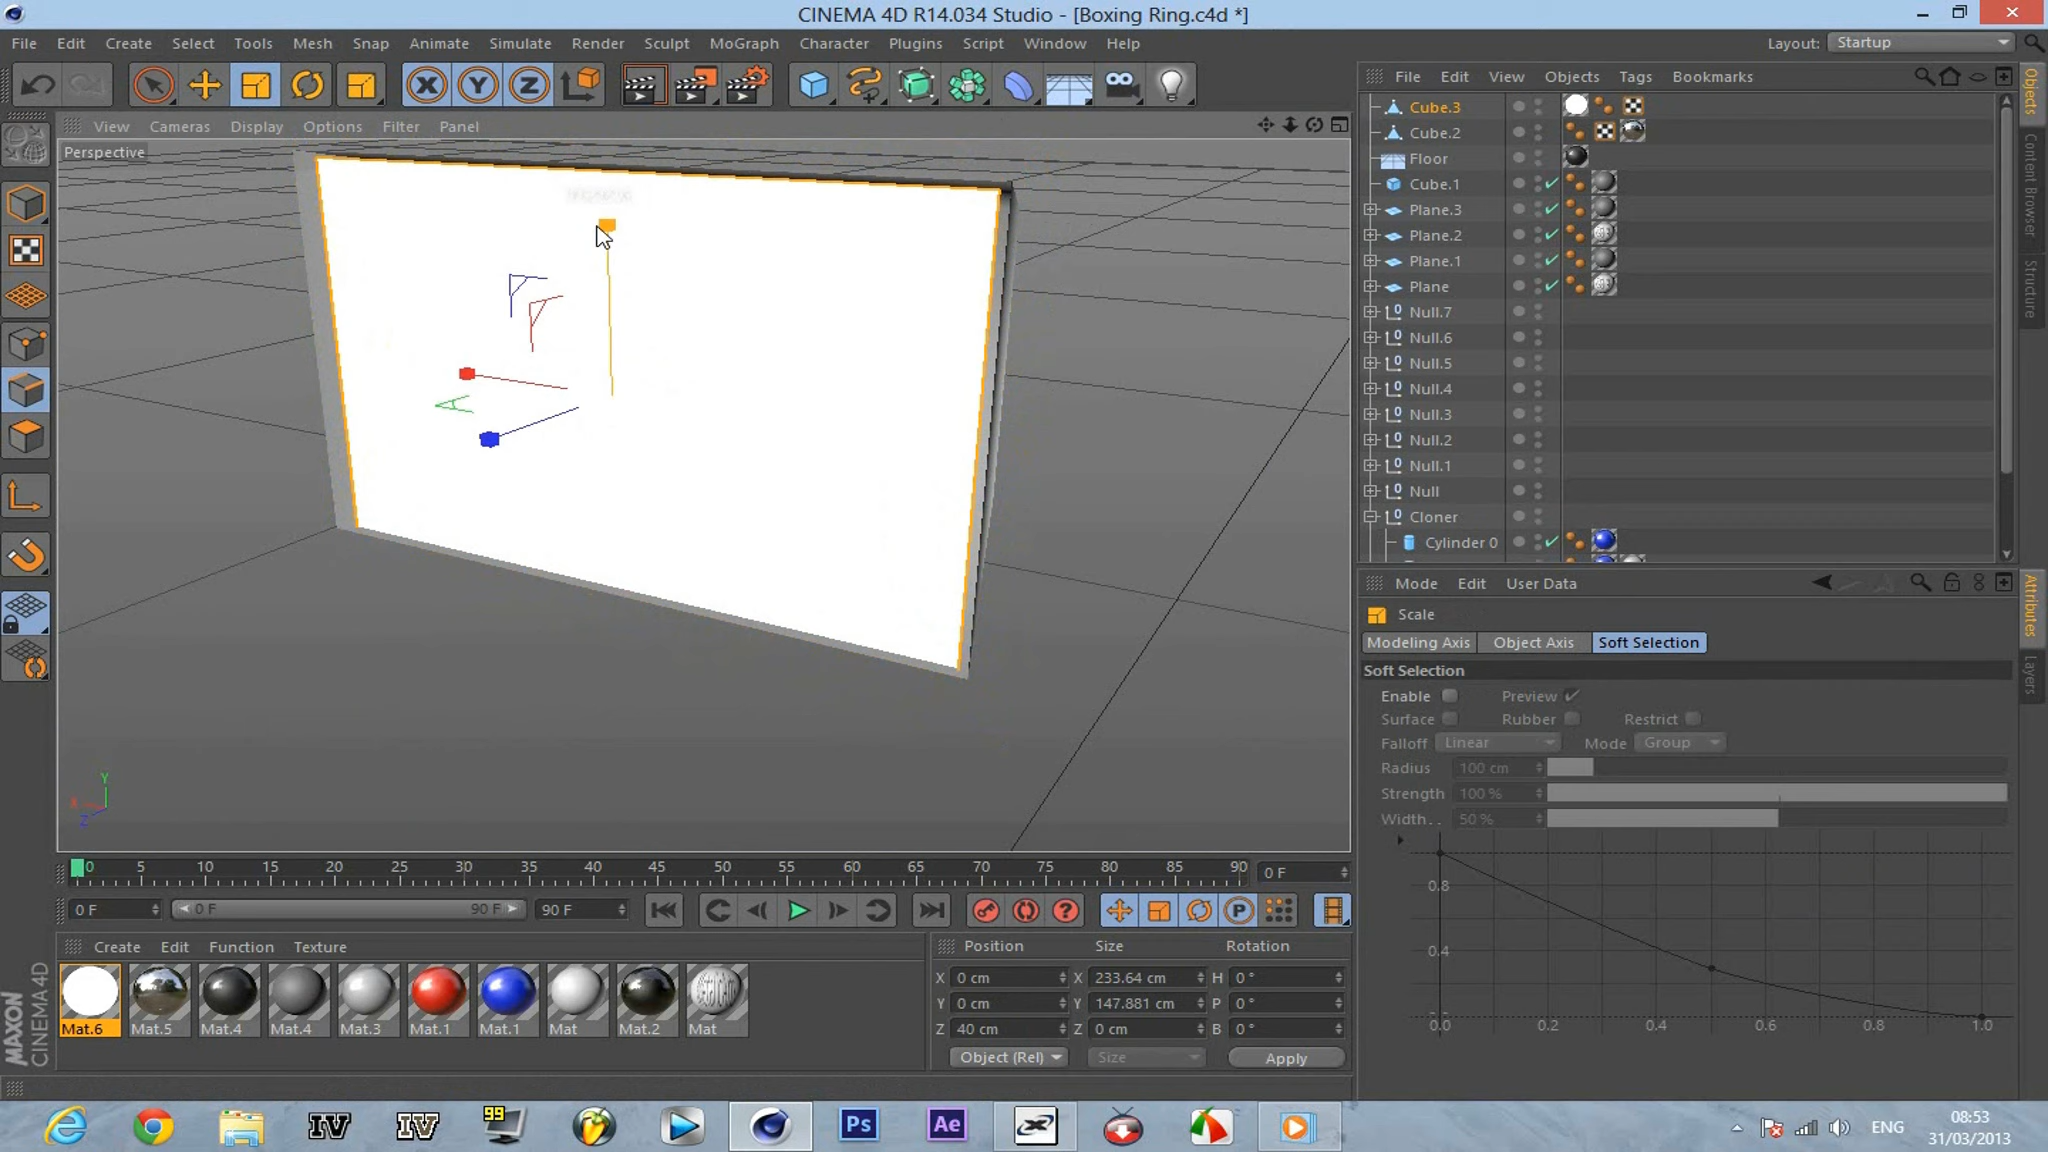 CINEMA 4D R14.034 Studio - [Boxing Ring.c4d *]
File Edit Create Select Tools Mesh Snap Animate Simulate Render Sculpt MoGraph Character Plugins Script Window Help Layout: Startup
File Edit View Objects Tags Bookmarks
View Cameras Display Options Filter Panel
Perspective
Cube.3
Cube.2
Floor
Cube.1
Plane.3
Plane.2
Plane.1
Plane
Null.7
Null.6
Null.5
Null.4
Null.3
Null.2
Null.1
Null
Cloner
Cylinder 0
Objects
Content Browser
Structure
Mode Edit User Data
Scale
Modeling Axis Object Axis Soft Selection
Soft Selection
Enable Preview
Surface Rubber Restrict
Falloff Linear Mode Group
Radius 100 cm
Strength 100 %
Width.. 50 %
0.8
0.4
0.0 0.2 0.4 0.6 0.8 1.0
Attributes
Layers
Y
X
Z
0 5 10 15 20 25 30 35 40 45 50 55 60 65 70 75 80 85 90 0 F
0 F 0 F 90 F 90 F
Create Edit Function Texture
Mat.6 Mat.5 Mat.4 Mat.4 Mat.3 Mat.1 Mat.1 Mat Mat.2 Mat
Position Size Rotation
X 0 cm X 233.64 cm H 0 °
Y 0 cm Y 147.881 cm P 0 °
Z 40 cm Z 0 cm B 0 °
Object (Rel) Size Apply
MAXON
CINEMA 4D
IV IV 99 Ps Ae ENG
08:53
31/03/2013